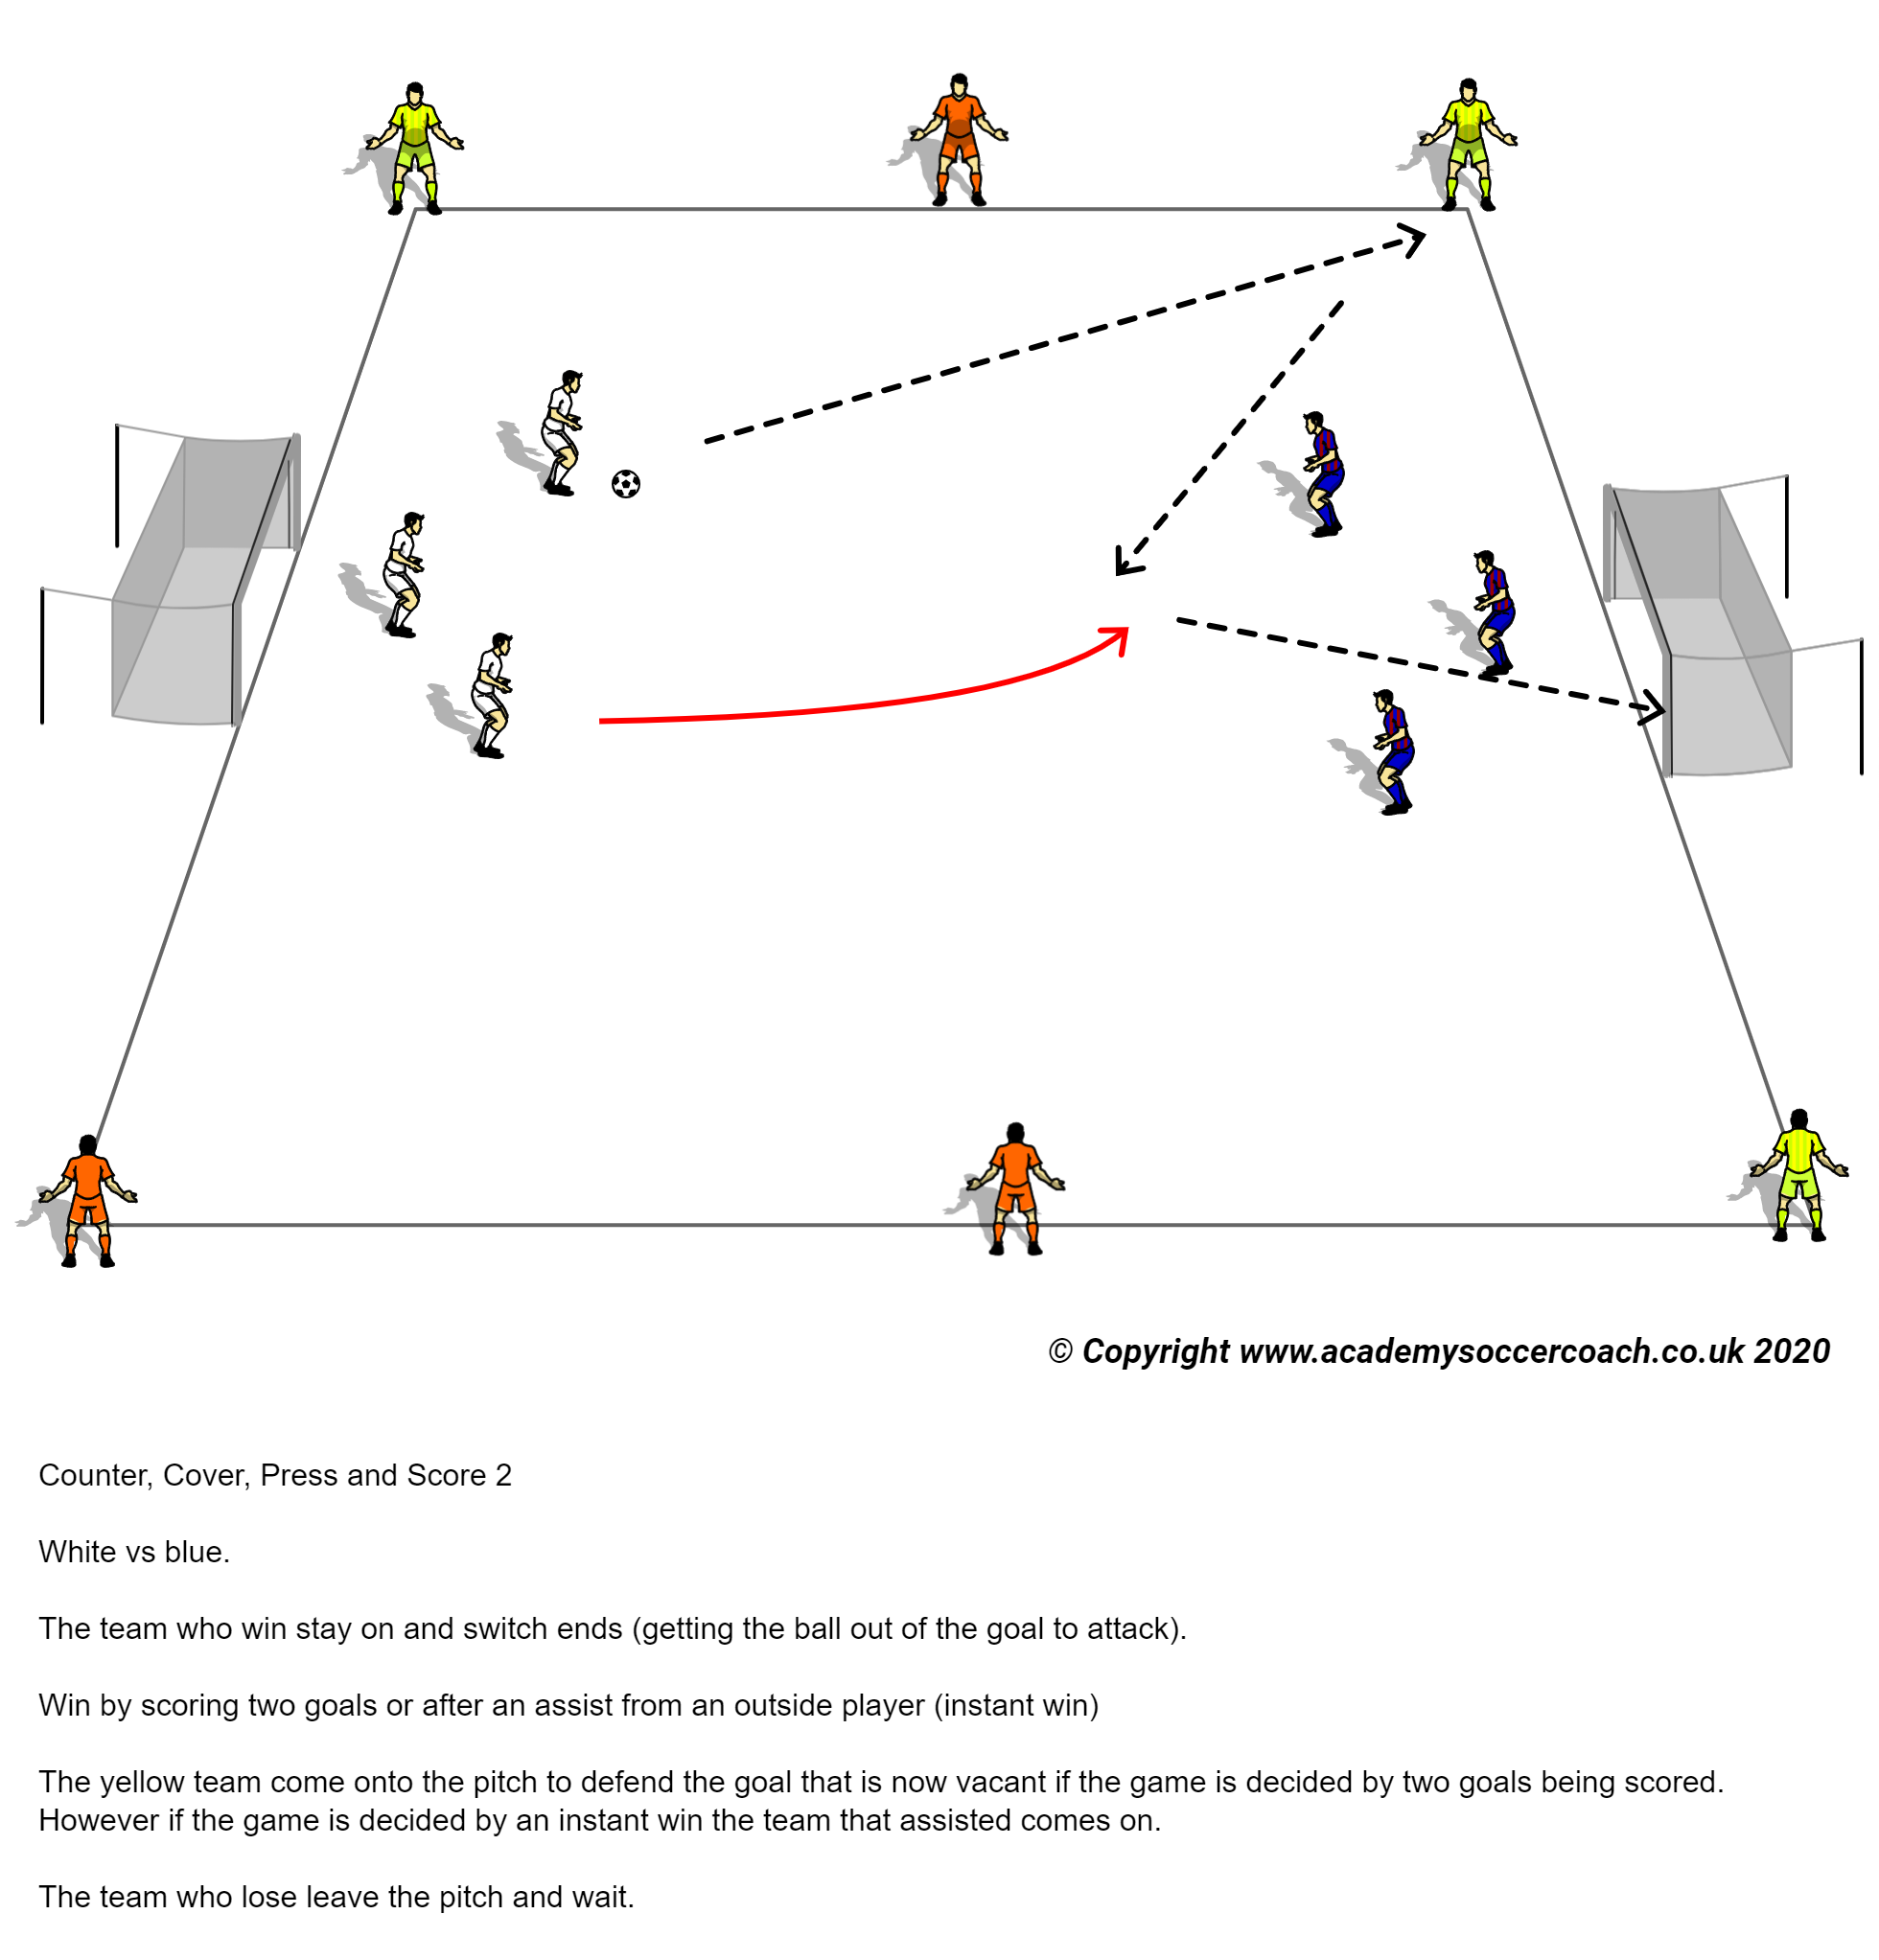 © Copyright www.academysoccercoach.co.uk 2020
Counter, Cover, Press and Score 2
White vs blue.
The team who win stay on and switch ends (getting the ball out of the goal to attack).
Win by scoring two goals or after an assist from an outside player (instant win)
The yellow team come onto the pitch to defend the goal that is now vacant if the game is decided by two goals being scored.
However if the game is decided by an instant win the team that assisted comes on.
The team who lose leave the pitch and wait.